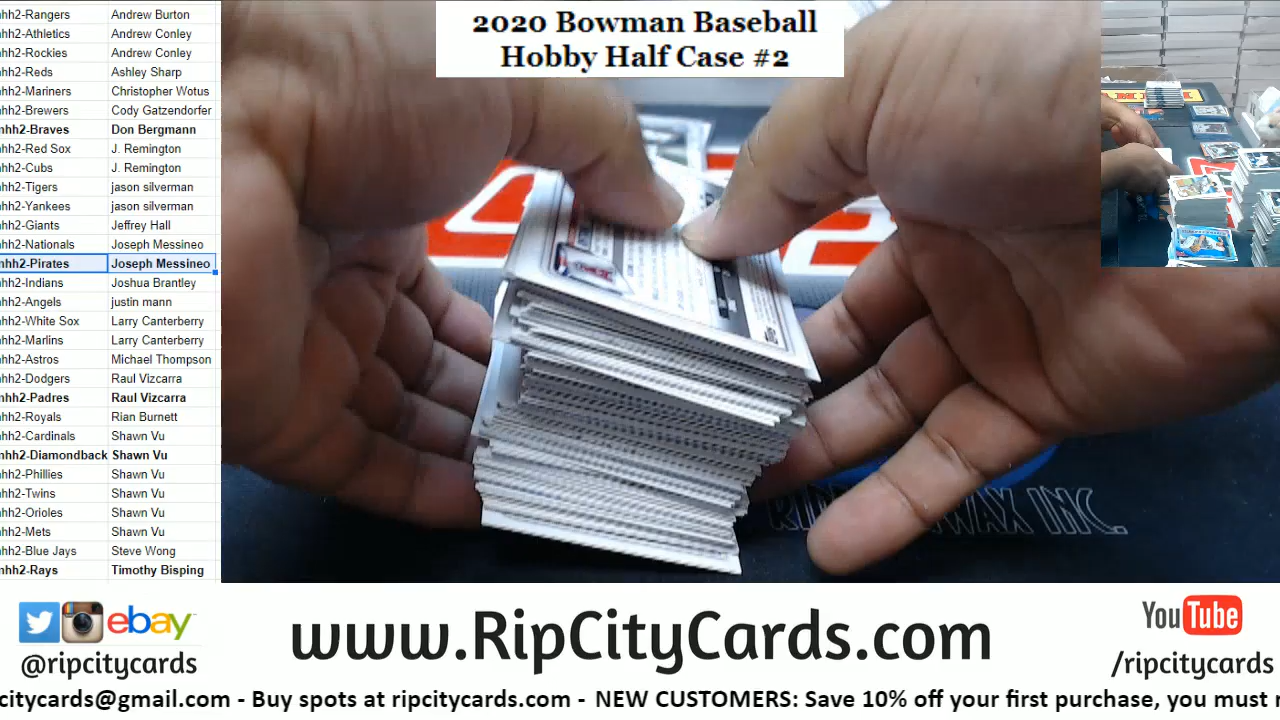 2020 Bowman Baseball
Hobby Half Case #2
hh2-Rangers Andrew Burton
hh2-Athletics Andrew Conley
hh2-Rockies Andrew Conley
hh2-Reds Ashley Sharp
hh2-Mariners Christopher Wotus
hh2-Brewers Cody Gatzendorfer
hh2-Braves Don Bergmann
hh2-Red Sox J. Remington
hh2-Cubs J. Remington
hh2-Tigers jason silverman
hh2-Yankees jason silverman
hh2-Giants Jeffrey Hall
hh2-Nationals Joseph Messineo
hh2-Pirates Joseph Messineo
hh2-Indians Joshua Brantley
hh2-Angels justin mann
hh2-White Sox Larry Canterberry
hh2-Marlins Larry Canterberry
hh2-Astros Michael Thompson
hh2-Dodgers Raul Vizcarra
hh2-Padres Raul Vizcarra
hh2-Royals Rian Burnett
hh2-Cardinals Shawn Vu
hh2-Diamondback Shawn Vu
hh2-Phillies Shawn Vu
hh2-Twins Shawn Vu
hh2-Orioles Shawn Vu
hh2-Mets Shawn Vu
hh2-Blue Jays Steve Wong
hh2-Rays Timothy Bisping
WAX INC.
ebay
@ripcitycards
www.RipCityCards.com
YouTube
/ripcitycards
citycards@gmail.com - Buy spots at ripcitycards.com - NEW CUSTOMERS: Save 10% off your first purchase, you must